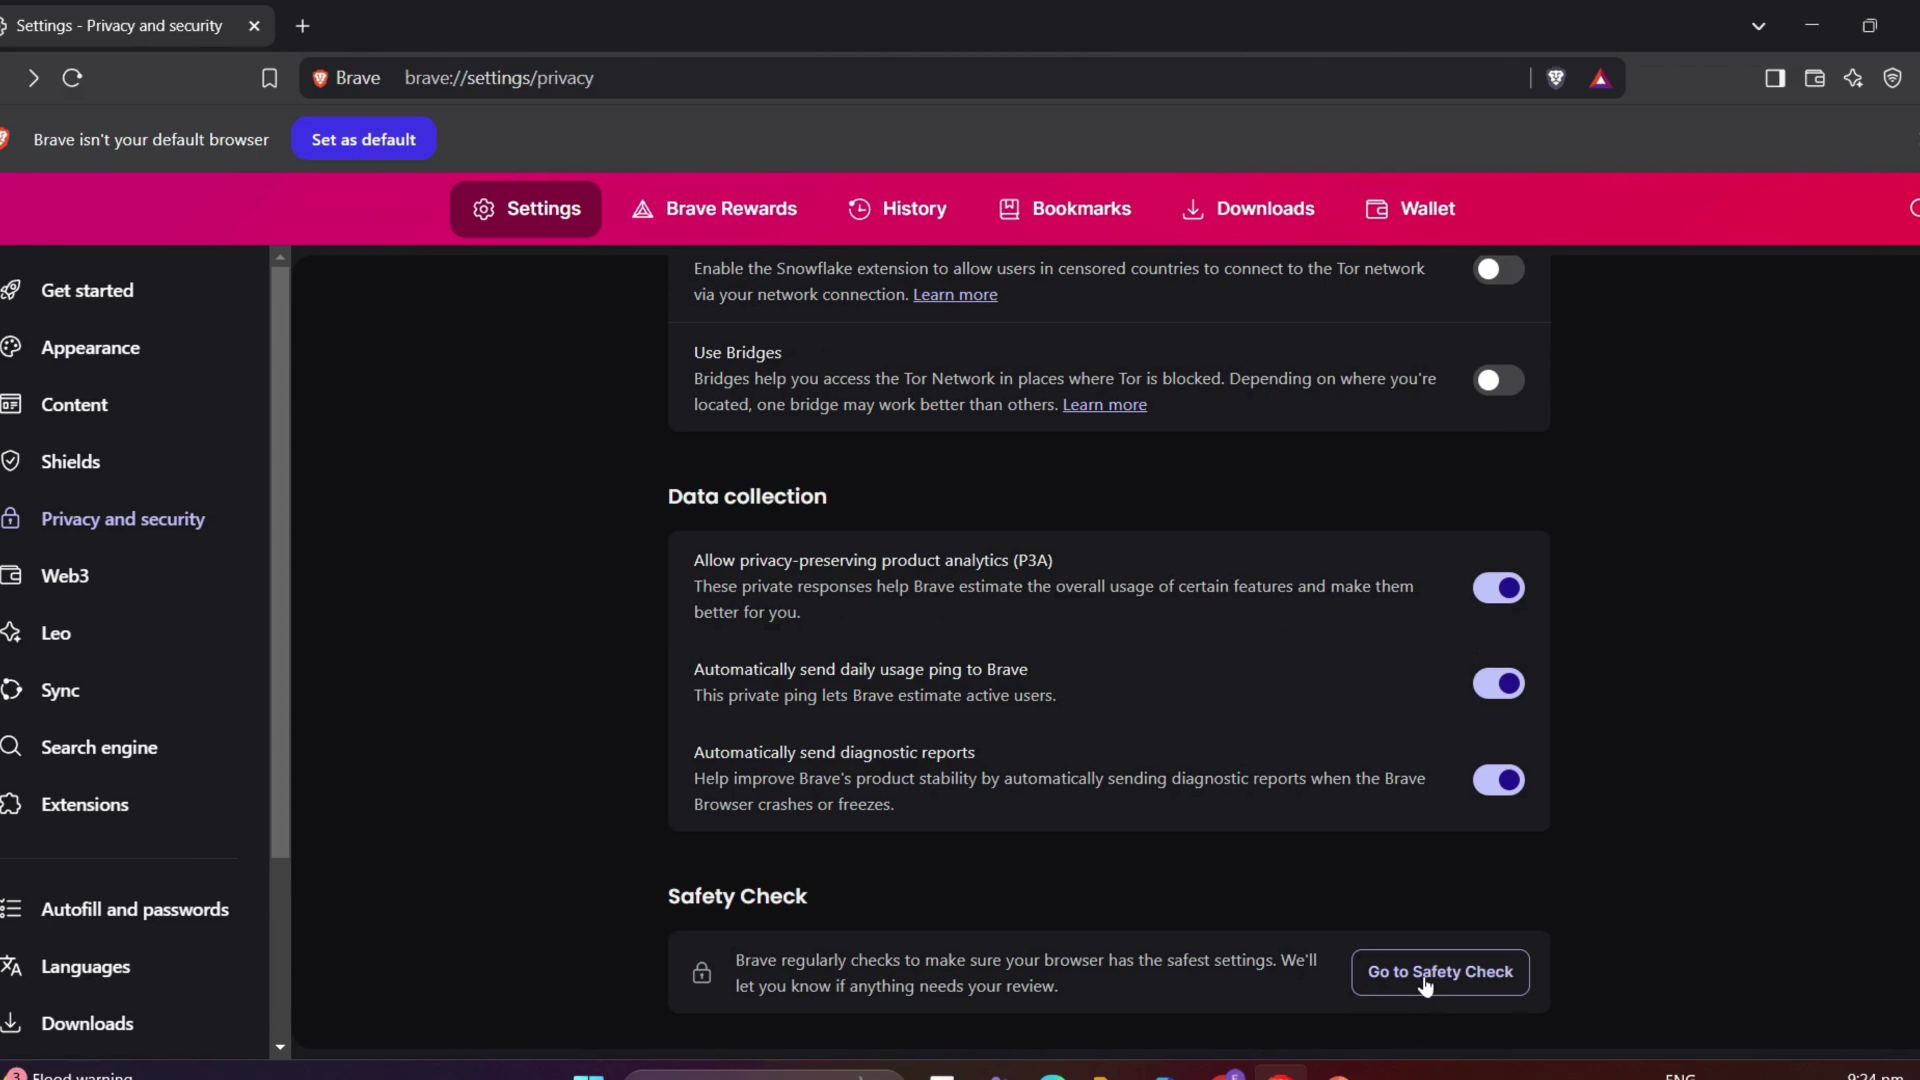 Settings - Privacy and security
Brave brave://settings/privacy
Brave isn't your default browser Set as default
Settings Brave Rewards History Bookmarks Downloads Wallet
Get started
Appearance
Content
Shields
Privacy and security
Web3
Leo
Sync
Search engine
Extensions
Autofill and passwords
Languages
Downloads
Enable the Snowflake extension to allow users in censored countries to connect to the Tor network
via your network connection. Learn more
Use Bridges
Bridges help you access the Tor Network in places where Tor is blocked. Depending on where you're
located, one bridge may work better than others. Learn more
Data collection
Allow privacy-preserving product analytics (P3A)
These private responses help Brave estimate the overall usage of certain features and make them
better for you.
Automatically send daily usage ping to Brave
This private ping lets Brave estimate active users.
Automatically send diagnostic reports
Help improve Brave's product stability by automatically sending diagnostic reports when the Brave
Browser crashes or freezes.
Safety Check
Brave regularly checks to make sure your browser has the safest settings. We'll
let you know if anything needs your review.
Go to Safety Check
3 Flood warning
ENG
9:24 pm